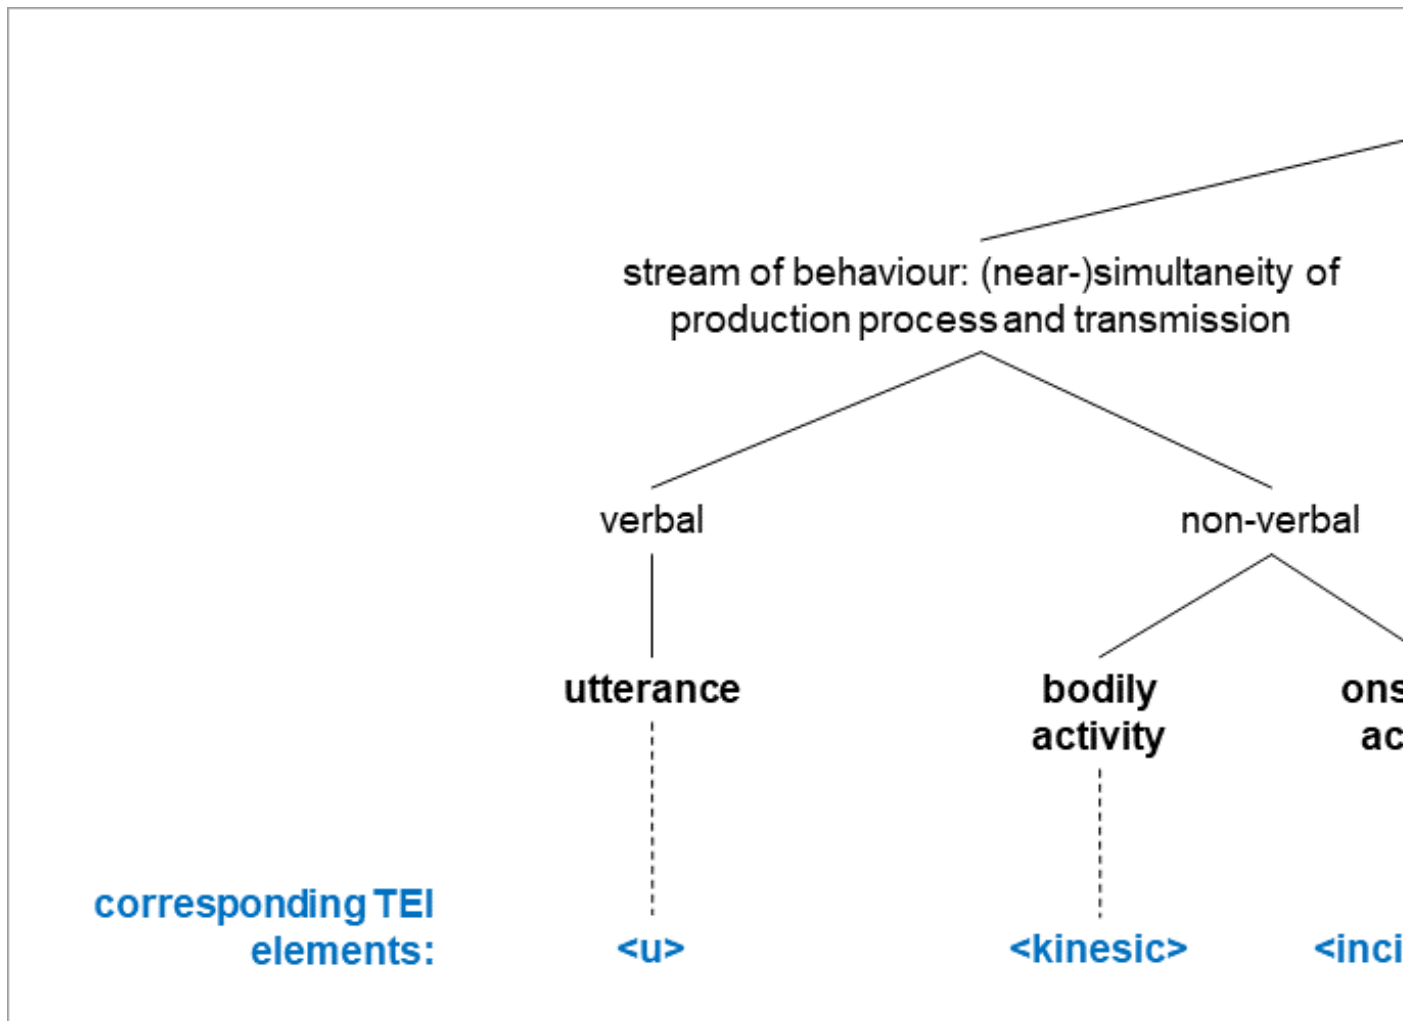 stream of behaviour: (near-)simultaneity of
production process and transmission
verbal
non-verbal
utterance
bodily
activity
corresponding TEI
elements:
<u>
<kinesic>